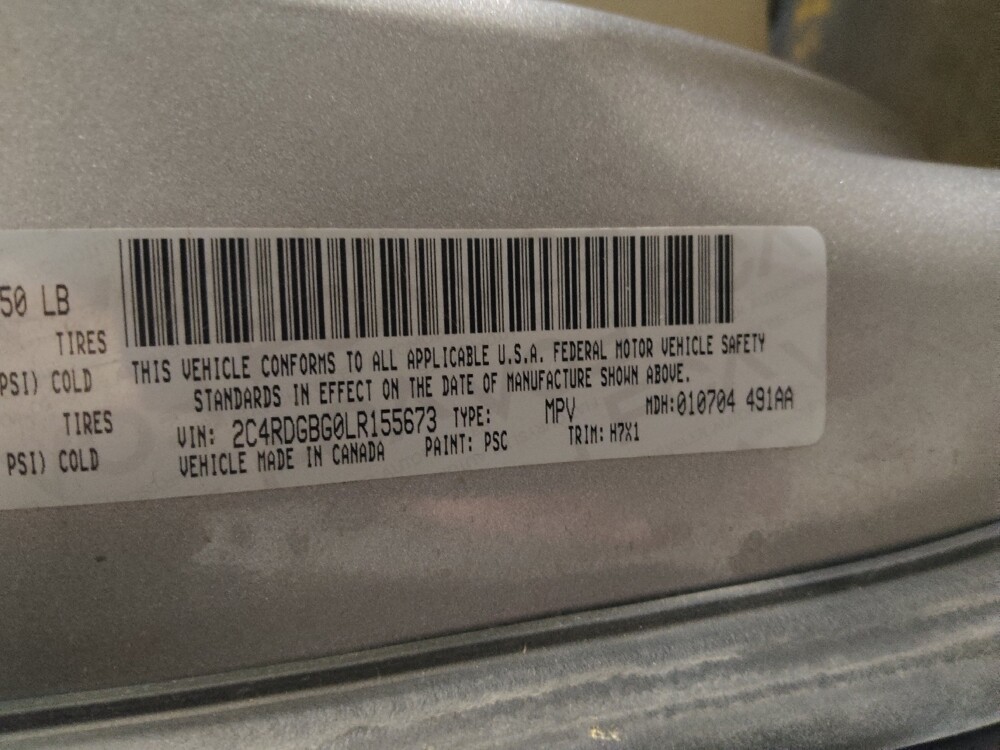 50 LB
TIRES
PSI) COLD
TIRES
PSI) COLD
THIS VEHICLE CONFORMS TO ALL APPLICABLE U.S.A. FEDERAL MOTOR VEHICLE SAFETY
STANDARDS IN EFFECT ON THE DATE OF MANUFACTURE SHOWN ABOVE.
VIN: 2C4RDGBG0LR155673 TYPE: MPV MDH:010704 491AA
VEHICLE MADE IN CANADA PAINT: PSC TRIM: H7X1